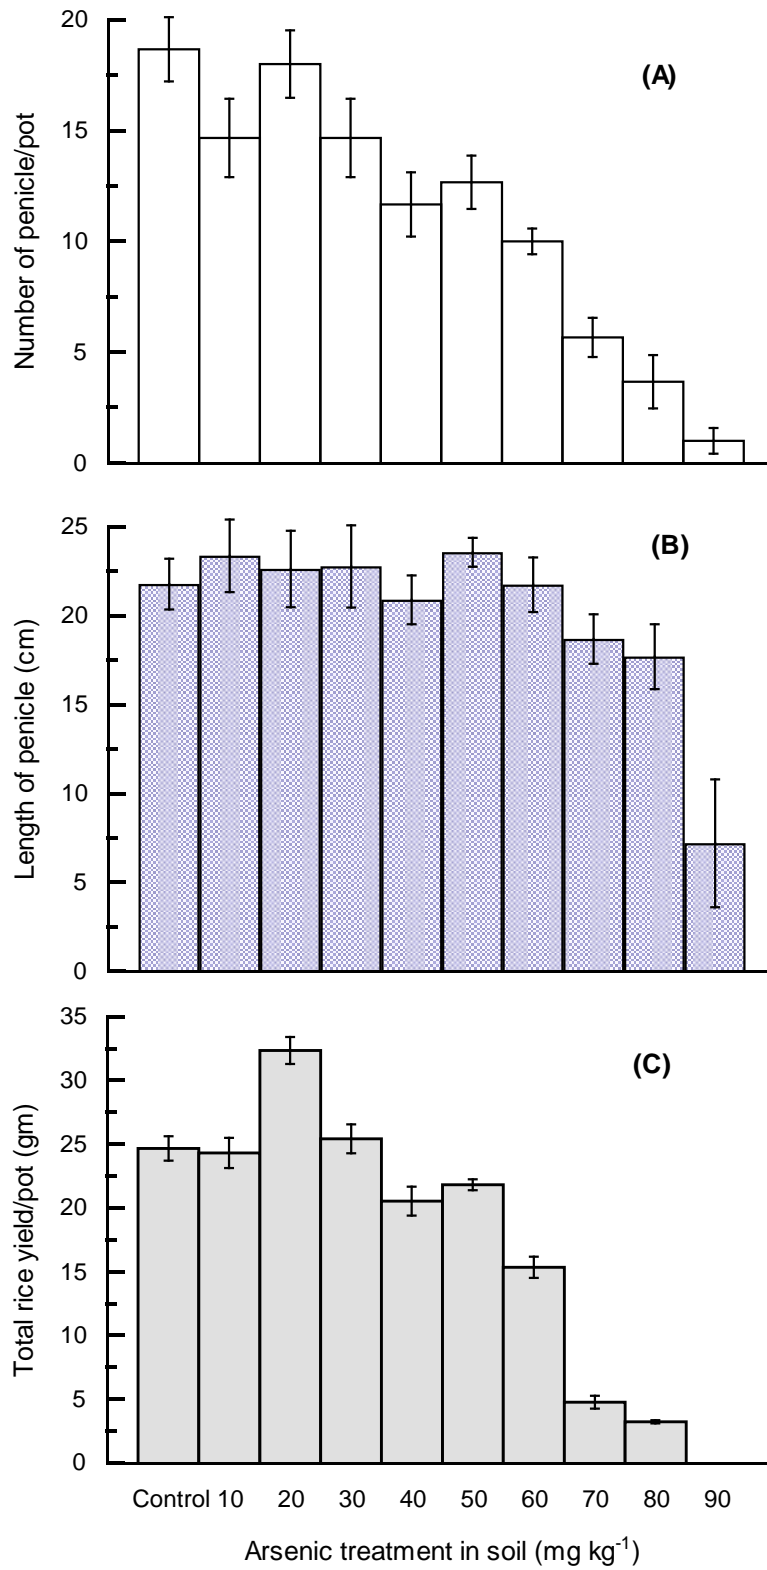 20
(A)
15
10
5
0
Number of penicle/pot
25
(B)
20
15
10
5
0
Length of penicle (cm)
35
(C)
30
25
20
15
10
5
0
Total rice yield/pot (gm)
Control 10 20 30 40 50 60 70 80 90
Arsenic treatment in soil (mg kg⁻¹)